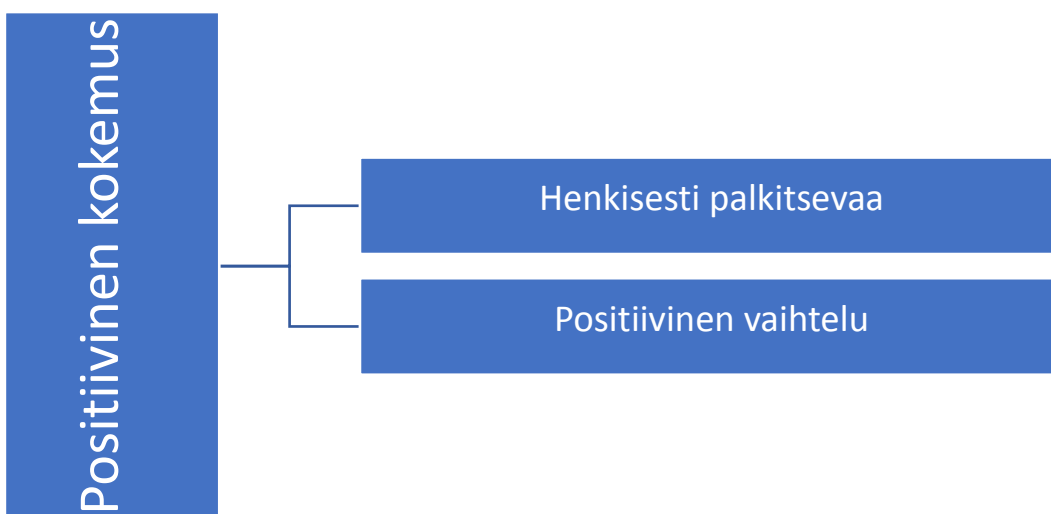 Positiivinen kokemus
Henkisesti palkitsevaa
Positiivinen vaihtelu